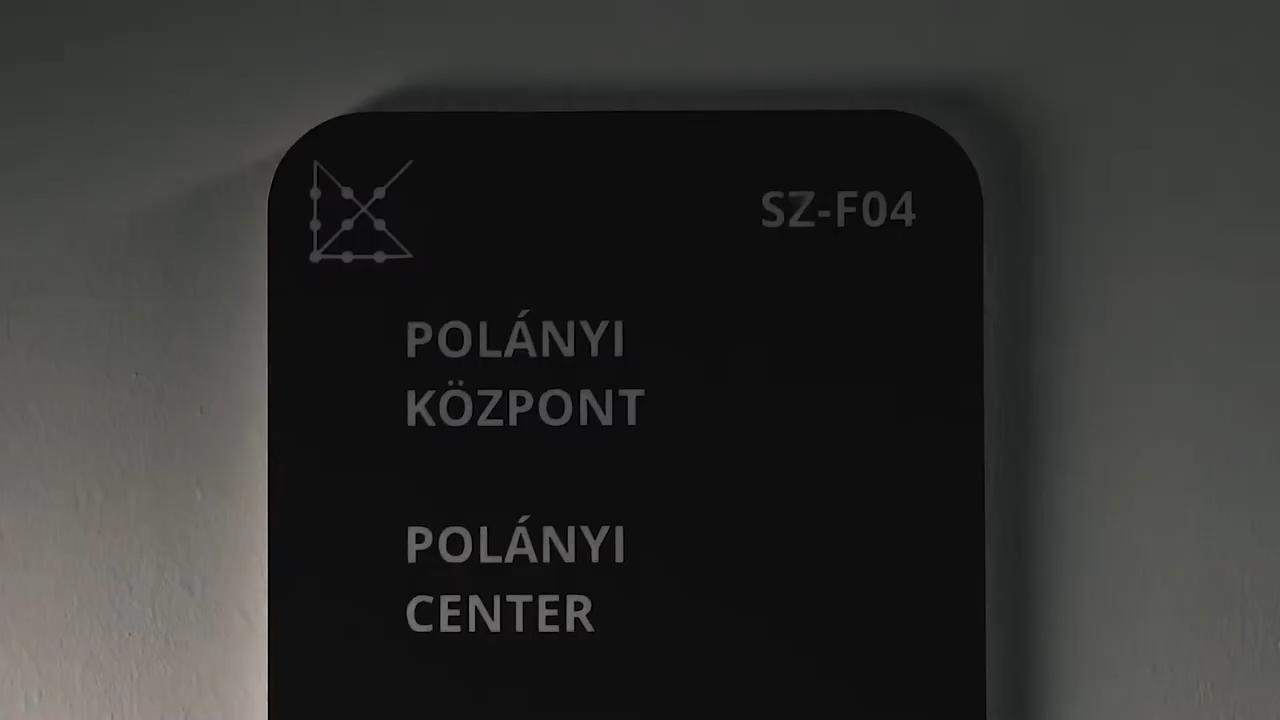 SZ-F04
POLÁNYI
KÖZPONT
POLÁNYI
CENTER